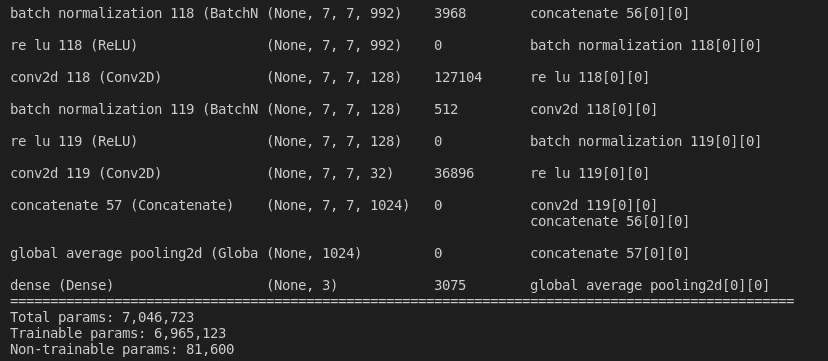 batch normalization 118 (BatchN (None, 7, 7, 992) 3968 concatenate 56[0][0]
re lu 118 (ReLU) (None, 7, 7, 992) 0 batch normalization 118[0][0]
conv2d 118 (Conv2D) (None, 7, 7, 128) 127104 re lu 118[0][0]
batch normalization 119 (BatchN (None, 7, 7, 128) 512 conv2d 118[0][0]
re lu 119 (ReLU) (None, 7, 7, 128) 0 batch normalization 119[0][0]
conv2d 119 (Conv2D) (None, 7, 7, 32) 36896 re lu 119[0][0]
concatenate 57 (Concatenate) (None, 7, 7, 1024) 0 conv2d 119[0][0]
concatenate 56[0][0]
global average pooling2d (Globa (None, 1024) 0 concatenate 57[0][0]
dense (Dense) (None, 3) 3075 global average pooling2d[0][0]
==================================================================================================
Total params: 7,046,723
Trainable params: 6,965,123
Non-trainable params: 81,600